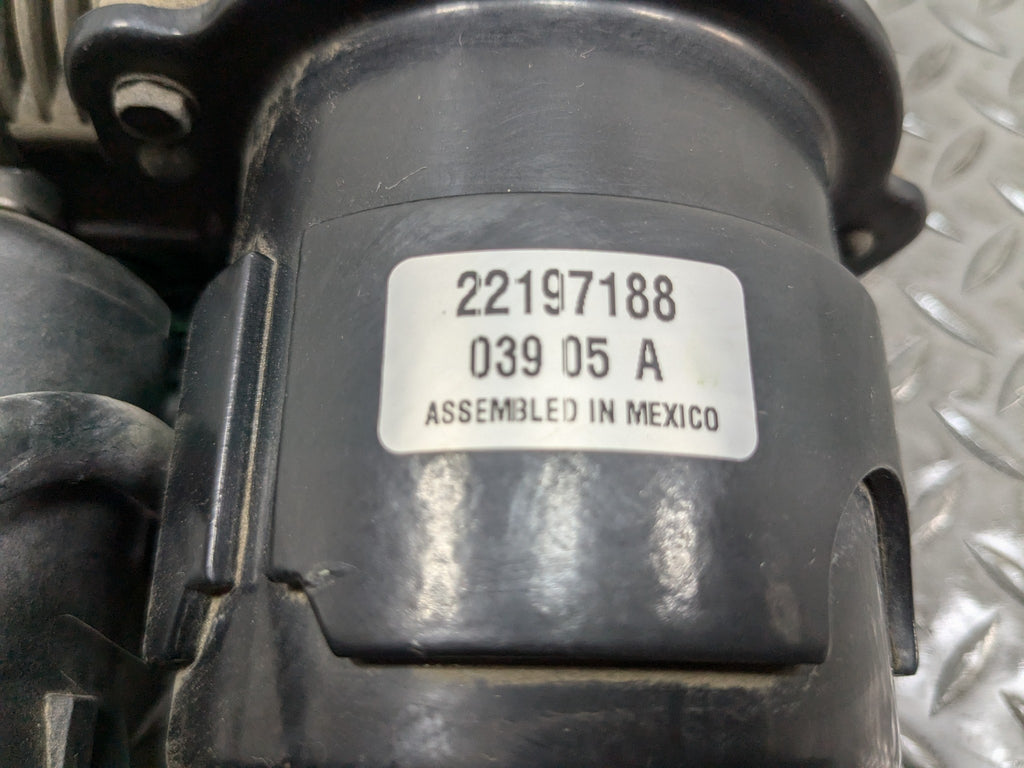 22197188
039 05 A
ASSEMBLED IN MEXICO